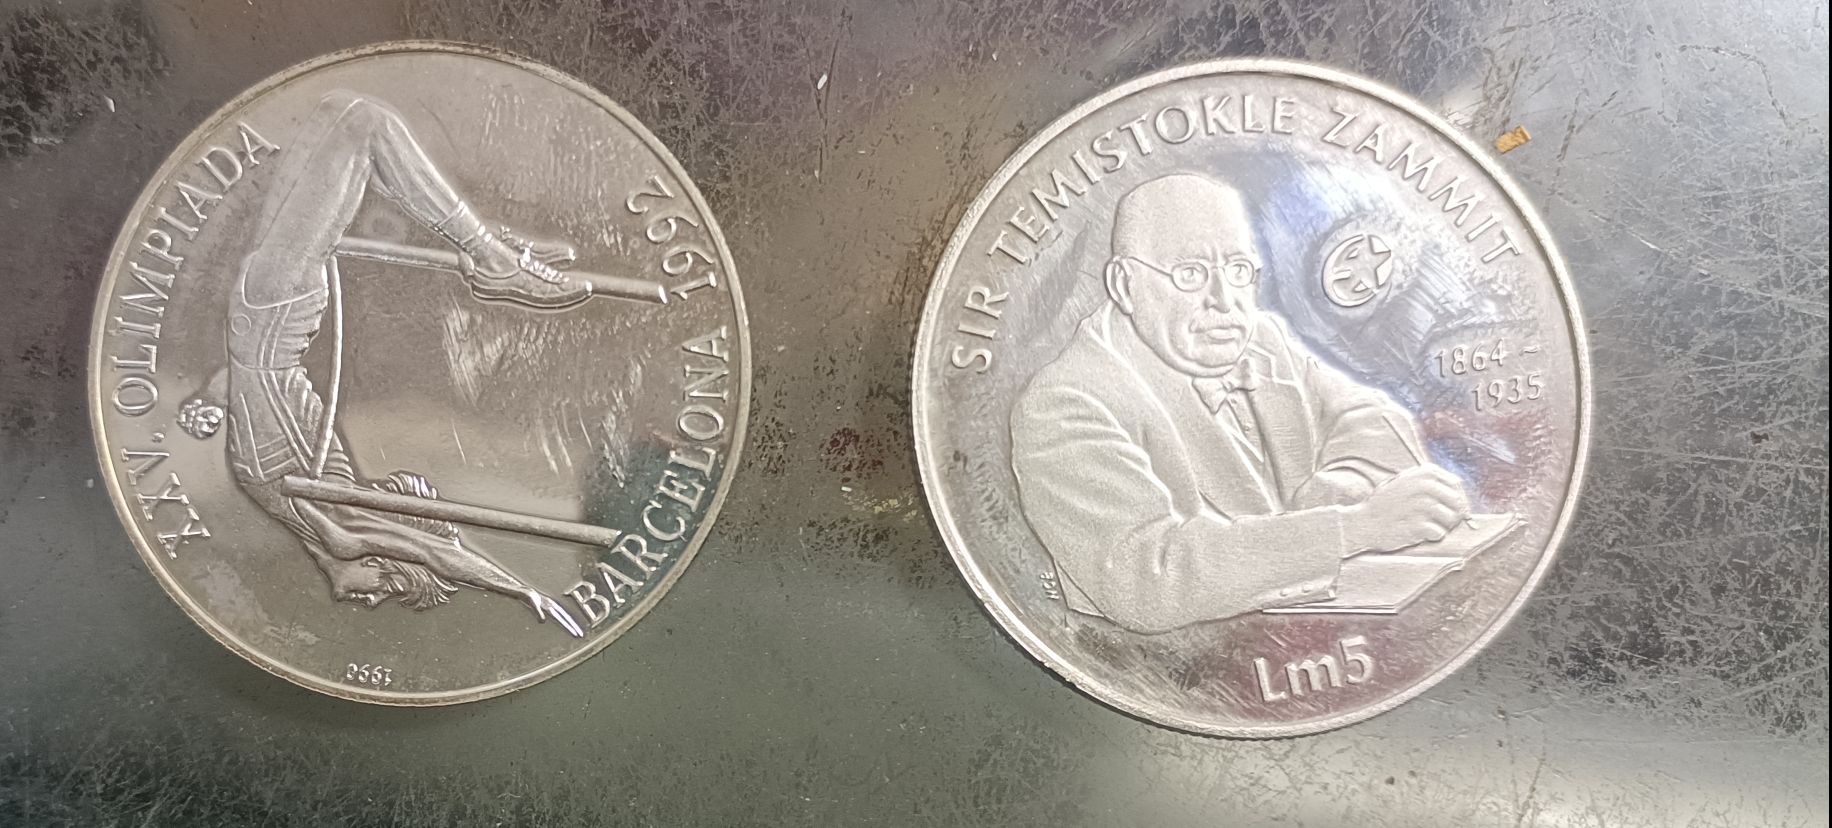 XXV. OLIMPIADA
BARCELONA 1992
1990
SIR TEMISTOKLE ZAMMIT
1864 -
1935
Lm5